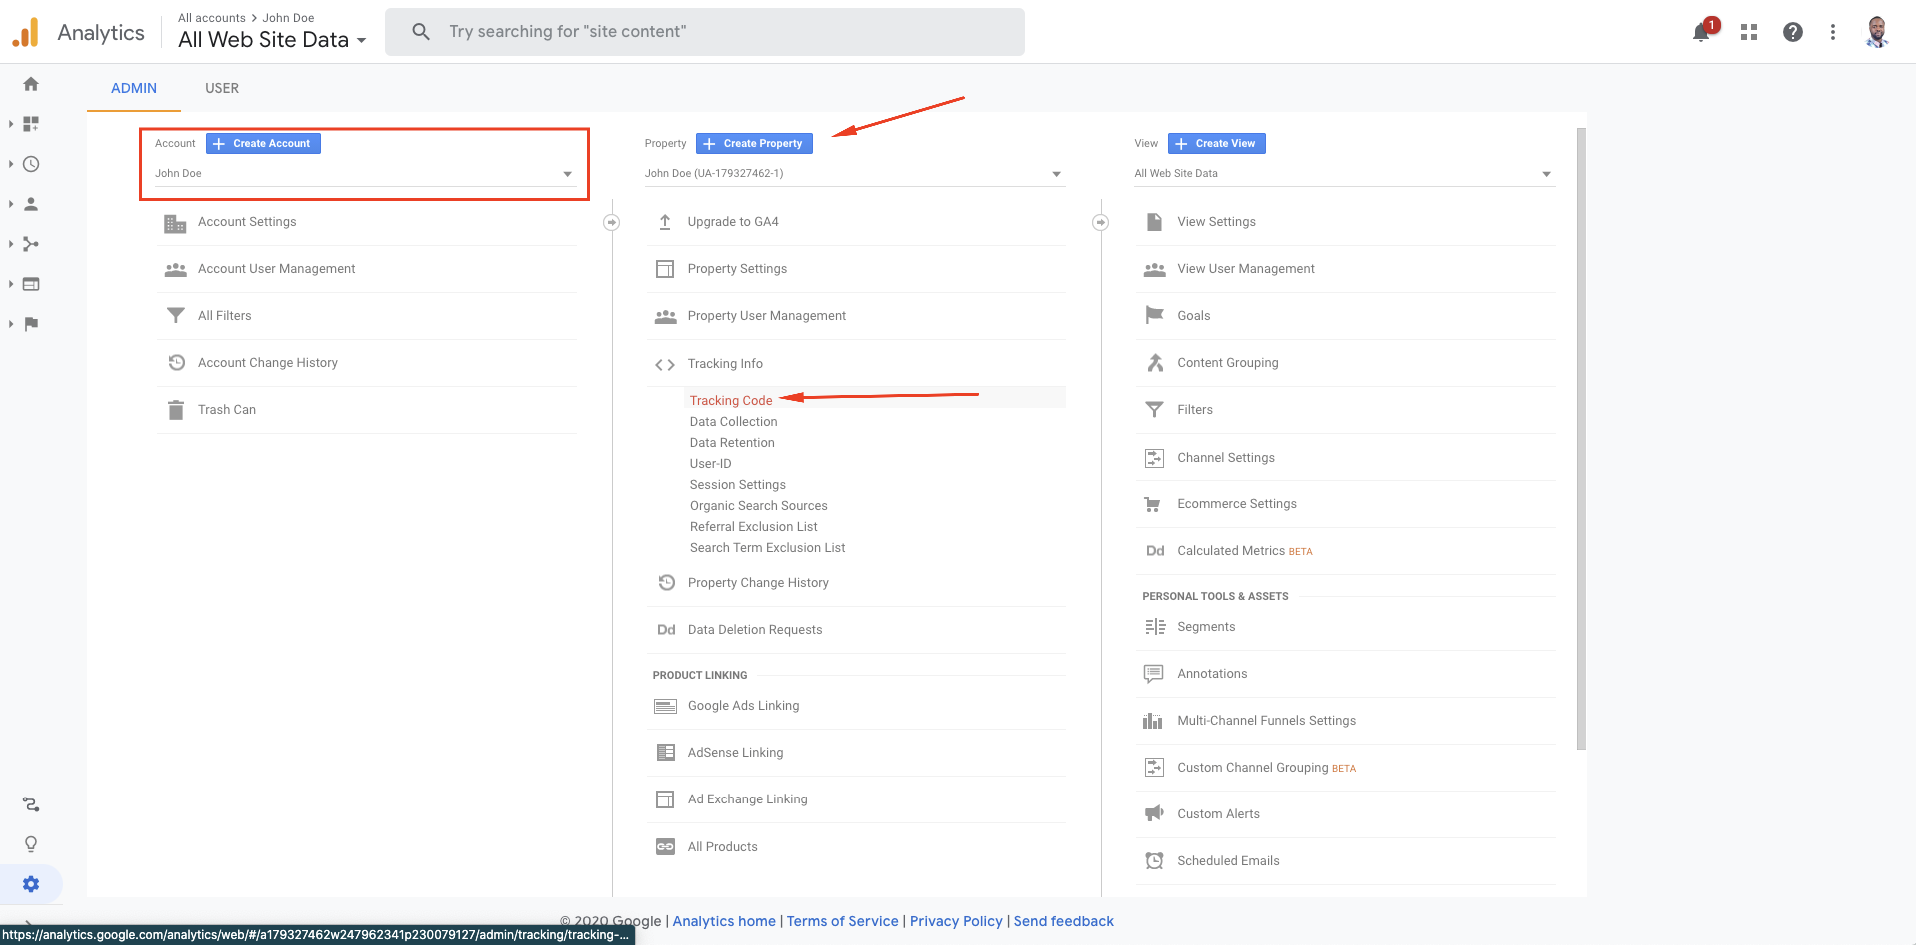 Analytics
All accounts > John Doe
All Web Site Data
Try searching for "site content"
1
ADMIN
USER
Account
Create Account
John Doe
Account Settings
Account User Management
All Filters
Account Change History
Trash Can
Property
Create Property
John Doe (UA-179327462-1)
Upgrade to GA4
Property Settings
Property User Management
Tracking Info
Tracking Code
Data Collection
Data Retention
User-ID
Session Settings
Organic Search Sources
Referral Exclusion List
Search Term Exclusion List
Property Change History
Dd Data Deletion Requests
PRODUCT LINKING
Google Ads Linking
AdSense Linking
Ad Exchange Linking
All Products
View
Create View
All Web Site Data
View Settings
View User Management
Goals
Content Grouping
Filters
Channel Settings
Ecommerce Settings
Dd Calculated Metrics BETA
PERSONAL TOOLS & ASSETS
Segments
Annotations
Multi-Channel Funnels Settings
Custom Channel Grouping BETA
Custom Alerts
Scheduled Emails
© 2020 Google | Analytics home | Terms of Service | Privacy Policy | Send feedback
https://analytics.google.com/analytics/web/#/a179327462w247962341p230079127/admin/tracking/tracking-...